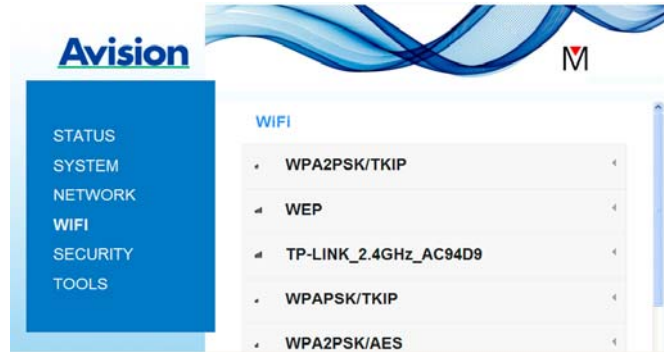 Avision
M
STATUS
SYSTEM
NETWORK
WIFI
SECURITY
TOOLS
WiFi
WPA2PSK/TKIP
WEP
TP-LINK_2.4GHz_AC94D9
WPAPSK/TKIP
WPA2PSK/AES